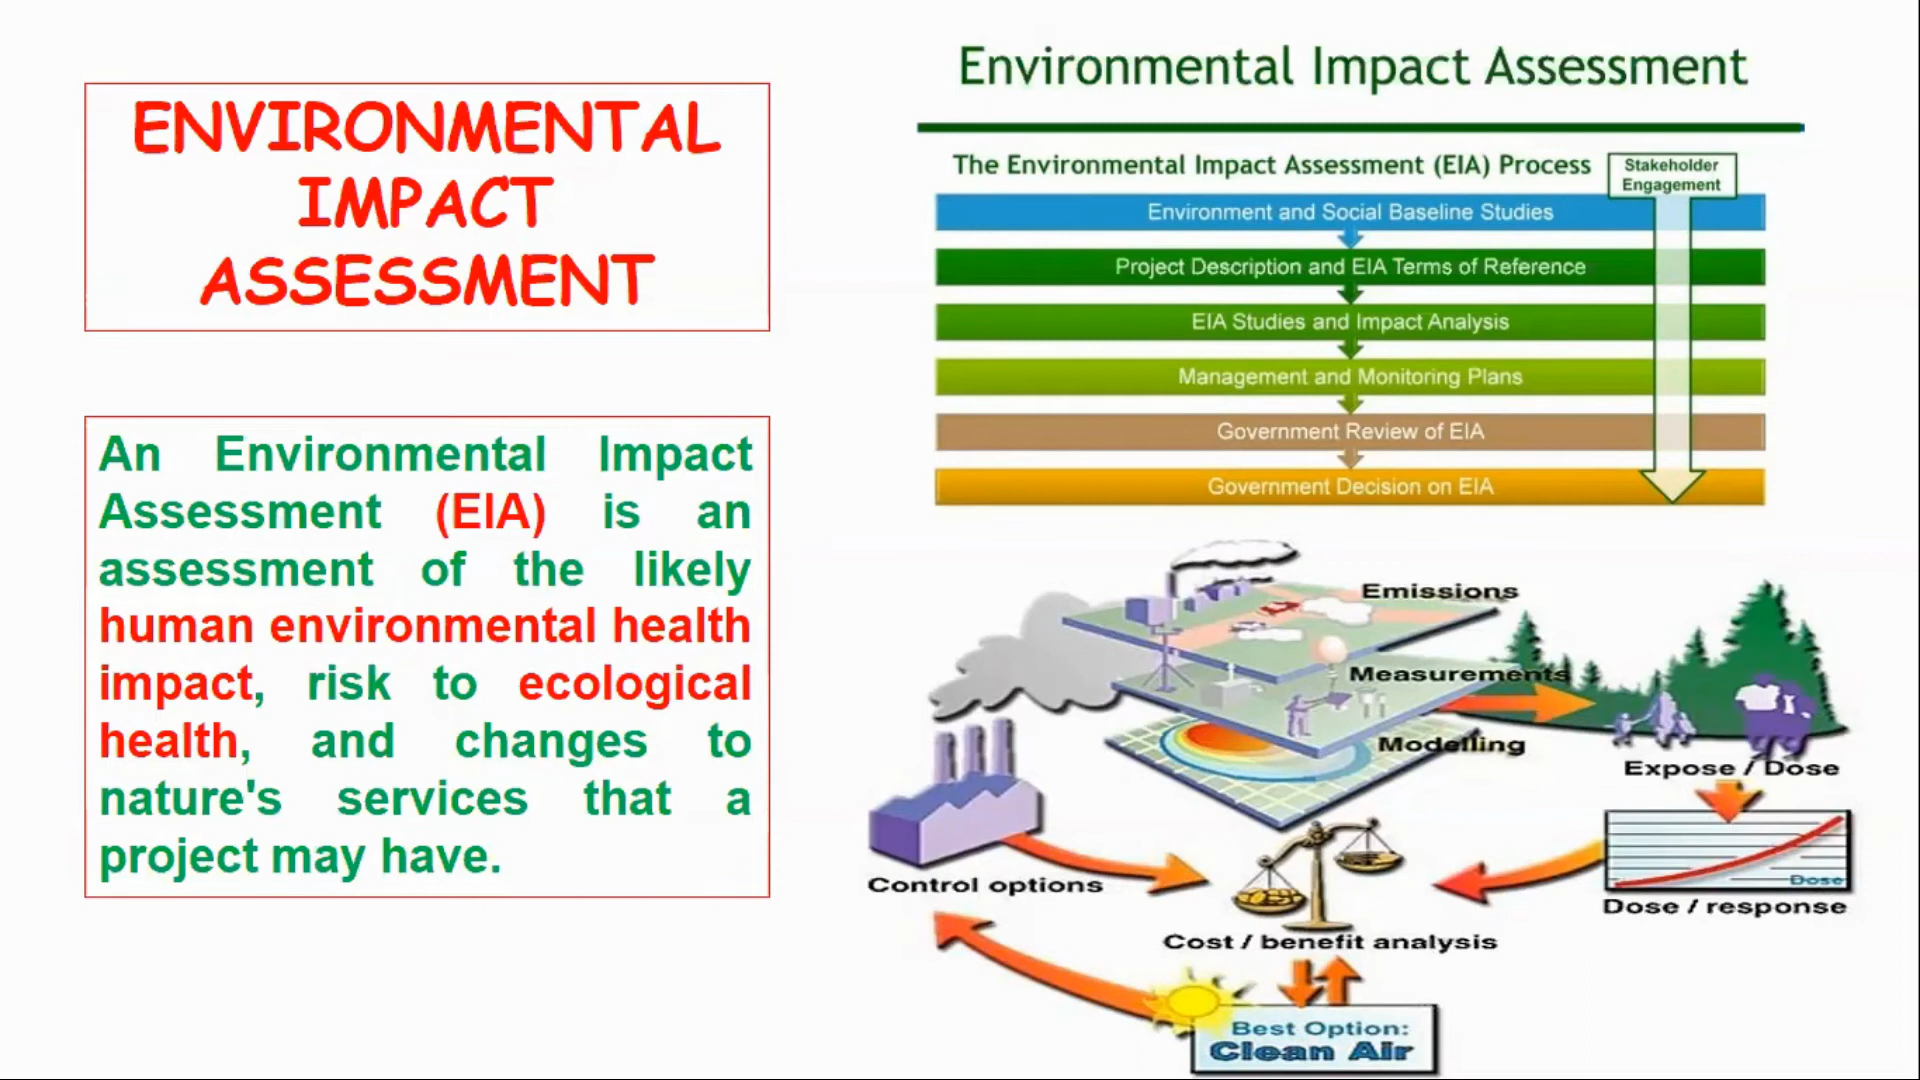 ENVIRONMENTAL
IMPACT
ASSESSMENT
An Environmental Impact
Assessment (EIA) is an
assessment of the likely
human environmental health
impact, risk to ecological
health, and changes to
nature's services that a
project may have.
Environmental Impact Assessment
The Environmental Impact Assessment (EIA) Process
Stakeholder
Engagement
Environment and Social Baseline Studies
Project Description and EIA Terms of Reference
EIA Studies and Impact Analysis
Management and Monitoring Plans
Government Review of EIA
Government Decision on EIA
Emissions
Measurements
Modelling
Expose / Dose
Dose
Dose / response
Control options
Cost / benefit analysis
Best Option:
Clean Air